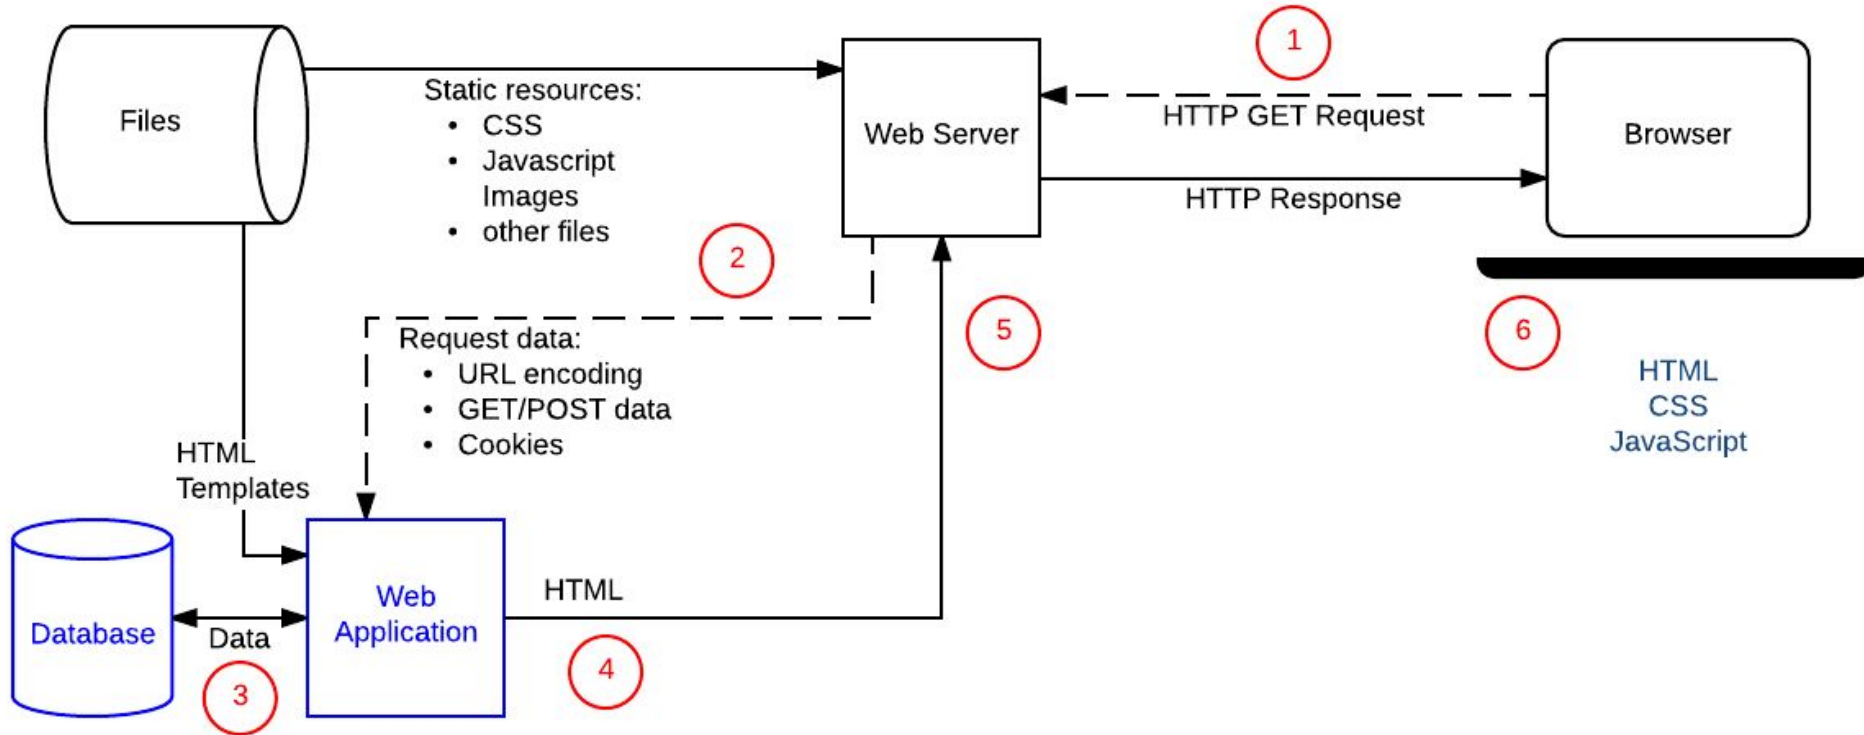 Files
Static resources:
• CSS
• Javascript
Images
• other files
Web Server
1
HTTP GET Request
HTTP Response
Browser
2
Request data:
• URL encoding
• GET/POST data
• Cookies
5
6
HTML
CSS
JavaScript
HTML
Templates
Database
Data
3
Web
Application
HTML
4